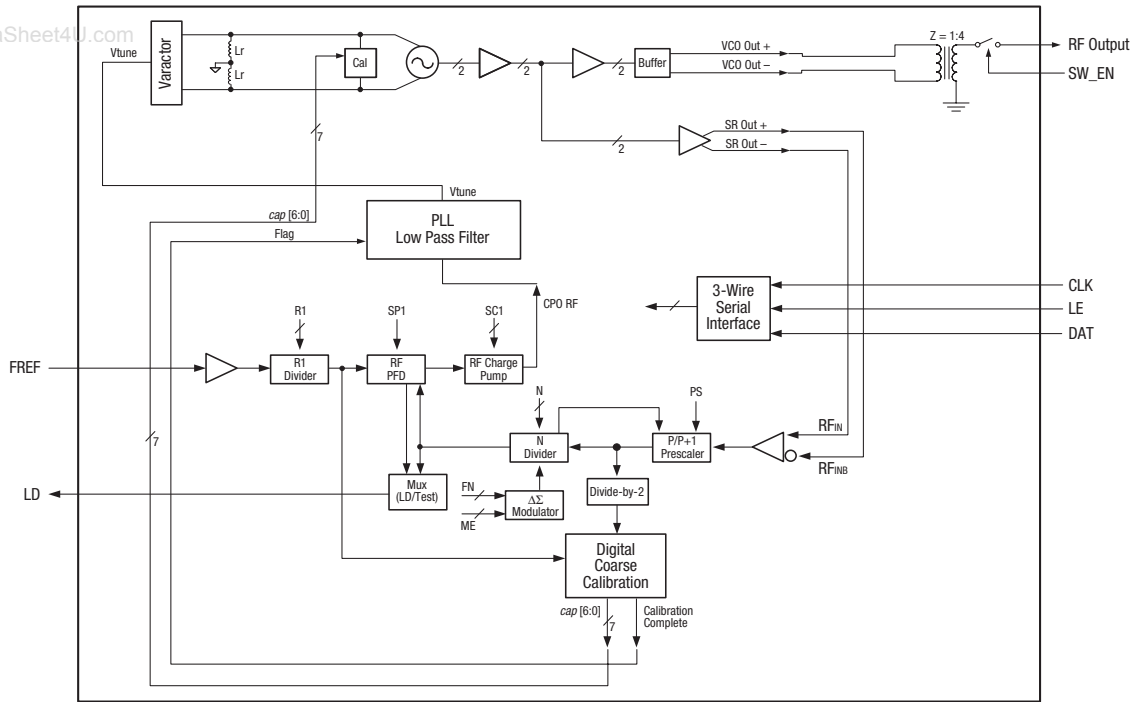 nSheet4U.com
Vtune
Varactor
Lr
Lr
Cal
2
2
2
Buffer
VCO Out +
VCO Out –
Z = 1:4
RF Output
SW_EN
7
2
SR Out +
SR Out –
Vtune
cap [6:0]
Flag
PLL
Low Pass Filter
CPO RF
3-Wire
Serial
Interface
CLK
LE
DAT
R1
SP1
SC1
FREF
R1
Divider
RF
PFD
RF Charge
Pump
N
PS
7
N
Divider
P/P+1
Prescaler
RFIN
RFINB
LD
Mux
(LD/Test)
FN
ME
ΔΣ
Modulator
Divide-by-2
Digital
Coarse
Calibration
cap [6:0]
7
Calibration
Complete